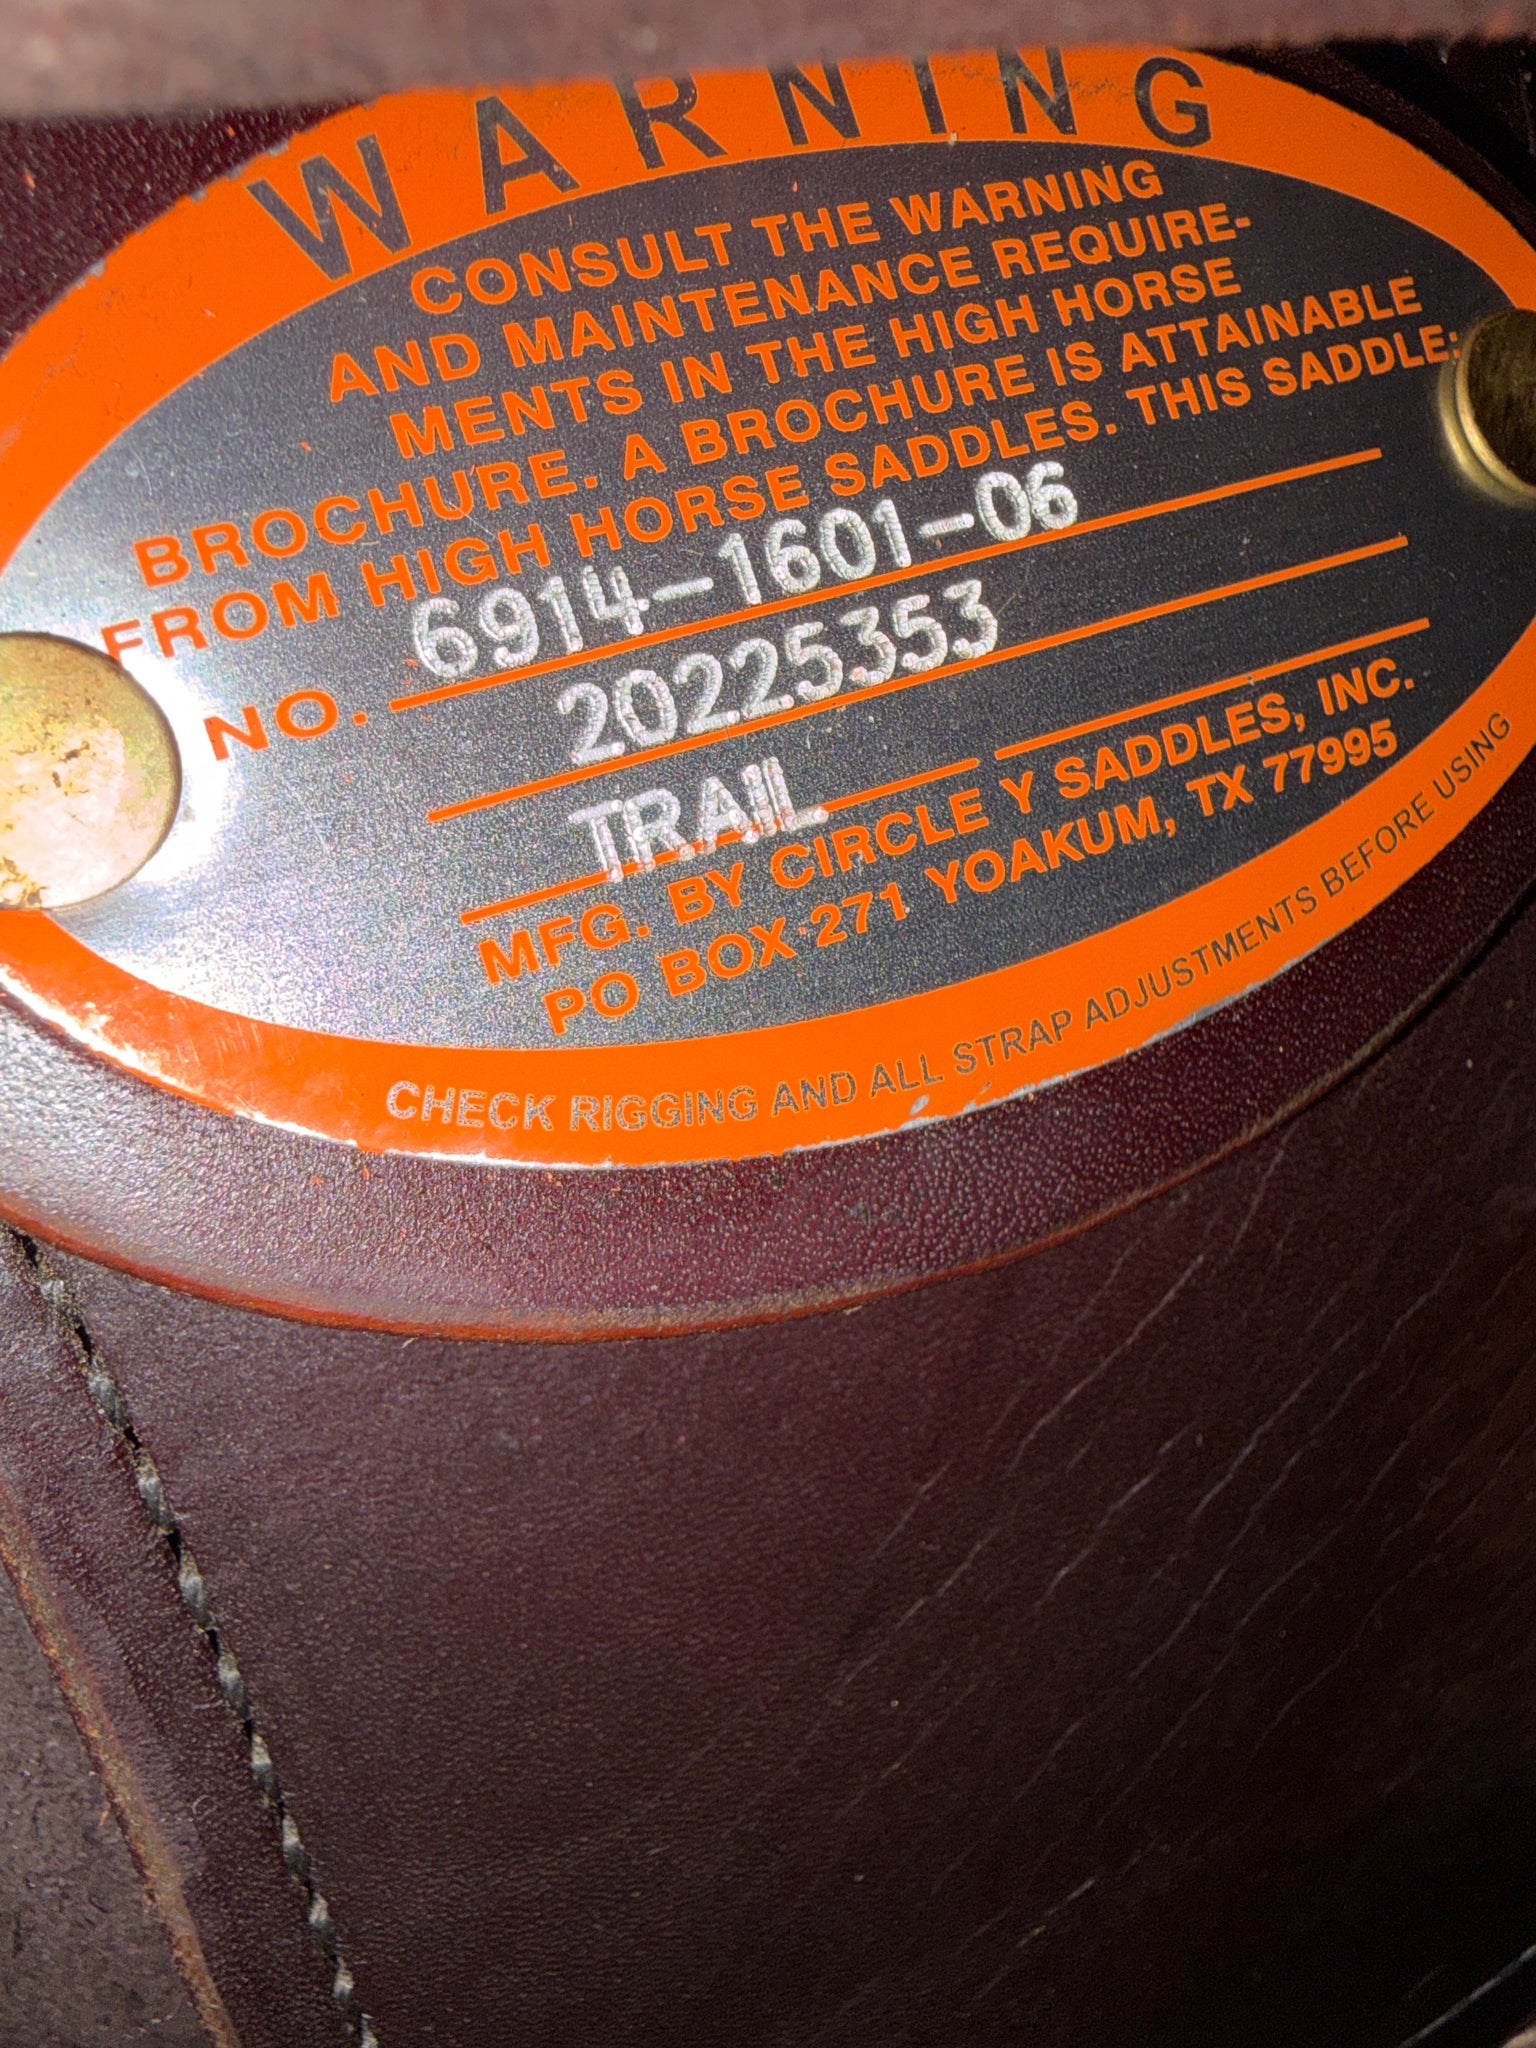 WARNING
CONSULT THE WARNING
AND MAINTENANCE REQUIRE-
MENTS IN THE HIGH HORSE
BROCHURE. A BROCHURE IS ATTAINABLE
FROM HIGH HORSE SADDLES. THIS SADDLE:
NO. 6914-1601-06
20225353
TRAIL
MFG. BY CIRCLE Y SADDLES, INC.
PO BOX 271 YOAKUM, TX 77995
CHECK RIGGING AND ALL STRAP ADJUSTMENTS BEFORE USING